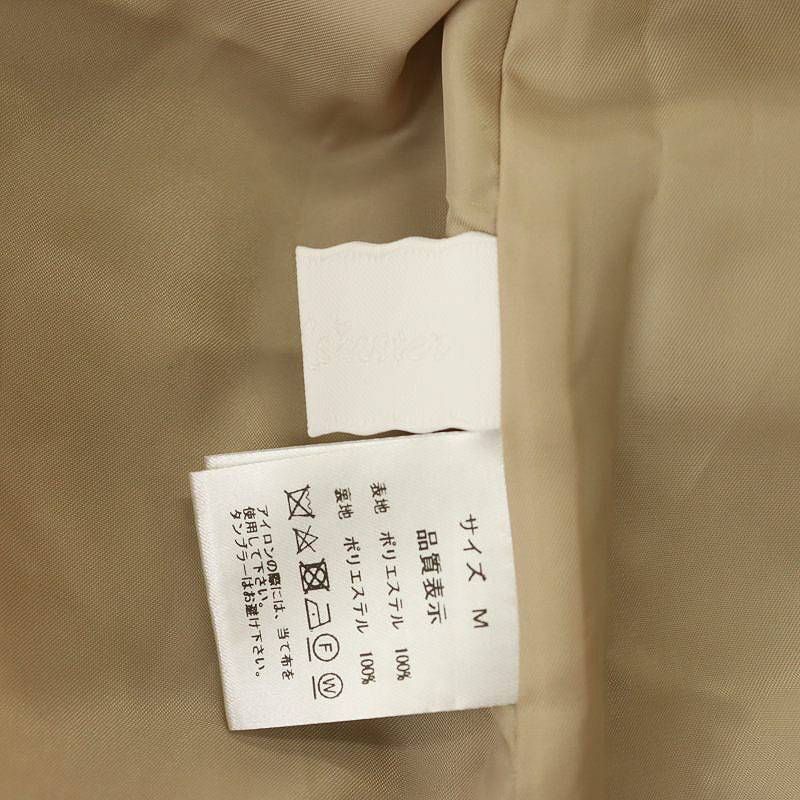 サイズ M
品質表示
表地 ポリエステル 100%
裏地 ポリエステル 100%
F W
アイロンの際には、当て布を
使用して下さい。
タンブラーはお避け下さい。